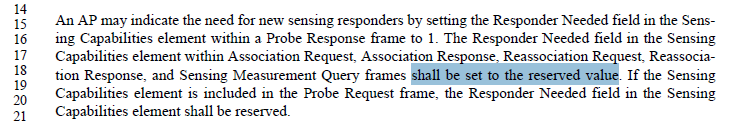 14
15 An AP may indicate the need for new sensing responders by setting the Responder Needed field in the Sens-
16 ing Capabilities element within a Probe Response frame to 1. The Responder Needed field in the Sensing
17 Capabilities element within Association Request, Association Response, Reassociation Request, Reassocia-
18 tion Response, and Sensing Measurement Query frames shall be set to the reserved value. If the Sensing
19 Capabilities element is included in the Probe Request frame, the Responder Needed field in the Sensing
20 Capabilities element shall be reserved.
21